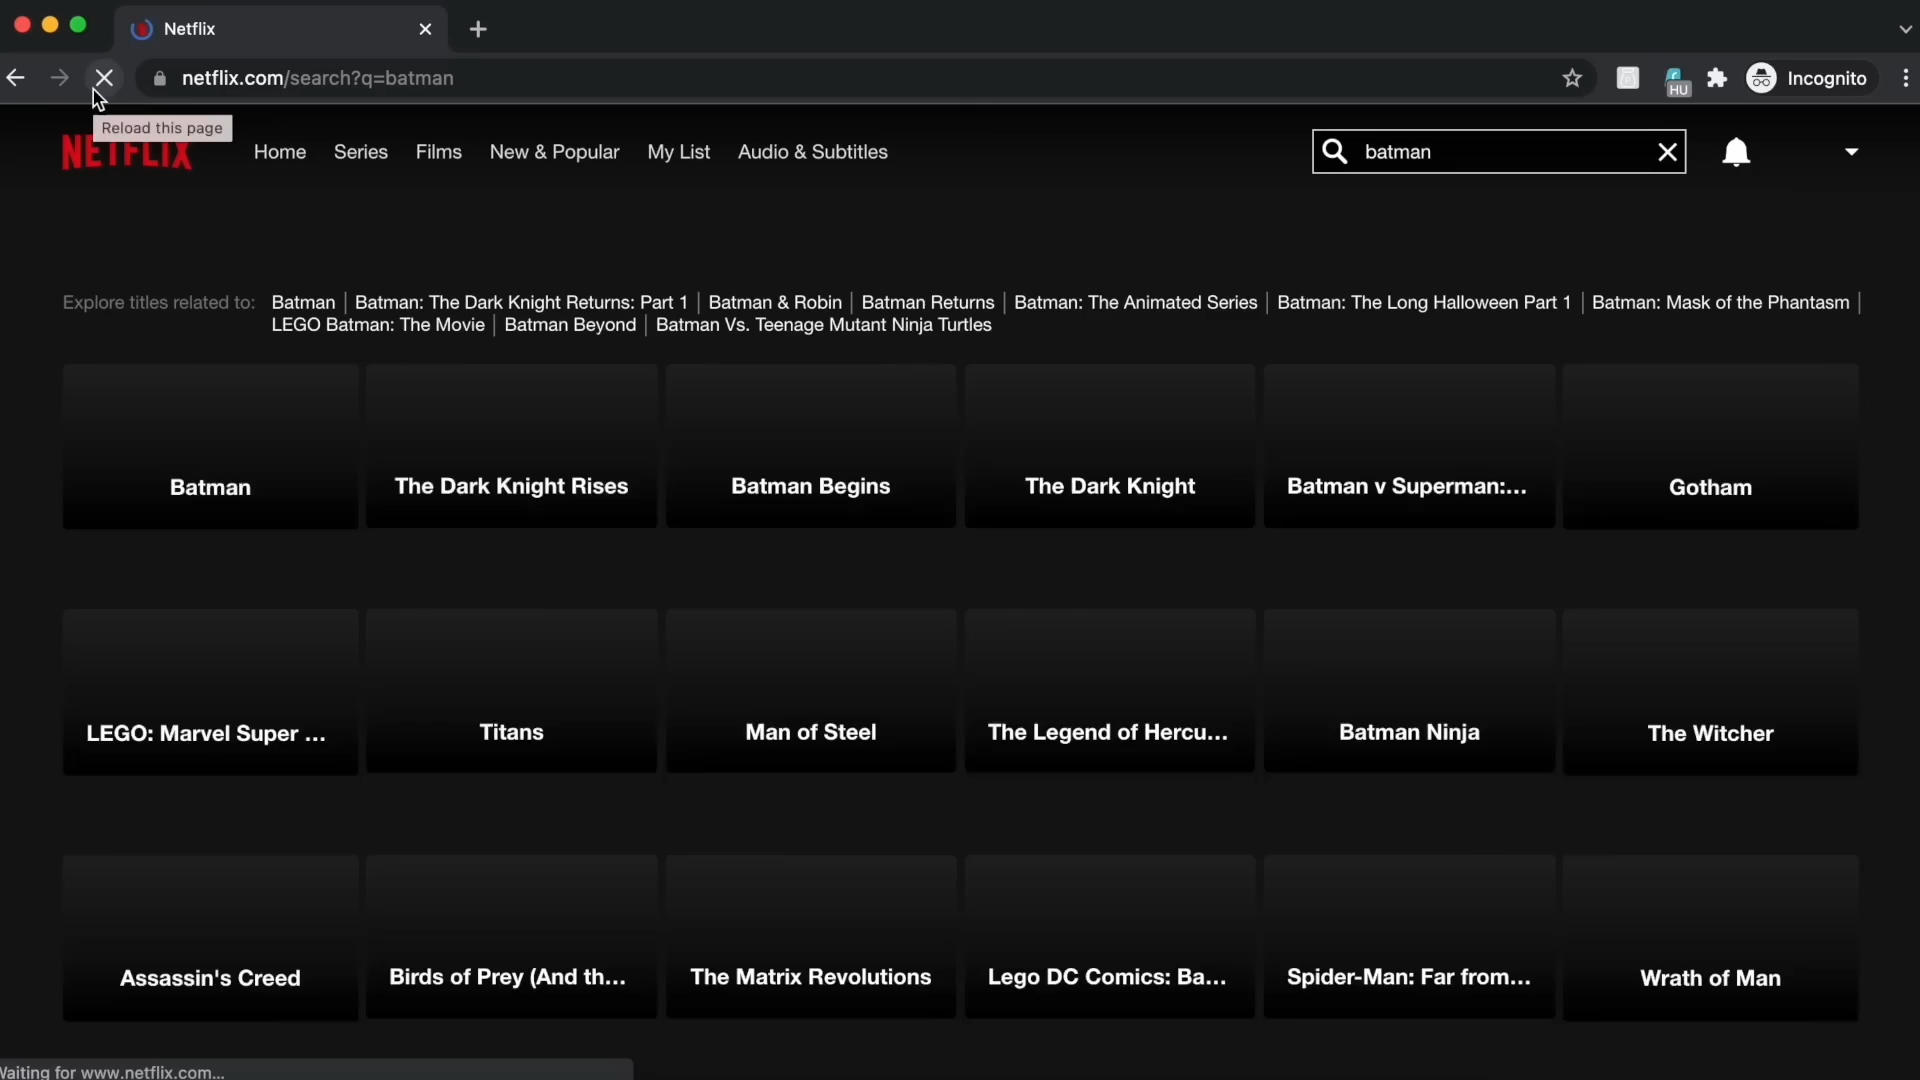 Netflix
netflix.com/search?q=batman
HU
Incognito
Reload this page
NETFLIX
Home Series Films New & Popular My List Audio & Subtitles
batman
Explore titles related to: Batman | Batman: The Dark Knight Returns: Part 1 | Batman & Robin | Batman Returns | Batman: The Animated Series | Batman: The Long Halloween Part 1 | Batman: Mask of the Phantasm |
LEGO Batman: The Movie | Batman Beyond | Batman Vs. Teenage Mutant Ninja Turtles
Batman The Dark Knight Rises Batman Begins The Dark Knight Batman v Superman:... Gotham
LEGO: Marvel Super ... Titans Man of Steel The Legend of Hercu... Batman Ninja The Witcher
Assassin's Creed Birds of Prey (And th... The Matrix Revolutions Lego DC Comics: Ba... Spider-Man: Far from... Wrath of Man
Waiting for www.netflix.com...